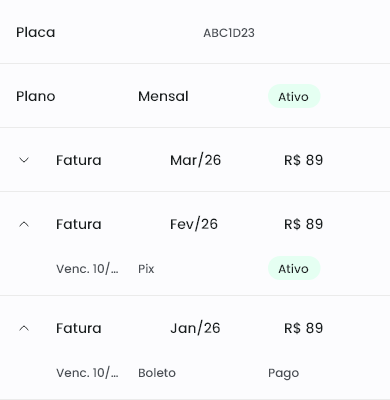 Placa ABC1D23
Plano Mensal Ativo
Fatura Mar/26 R$ 89
Fatura Fev/26 R$ 89
Venc. 10/... Pix Ativo
Fatura Jan/26 R$ 89
Venc. 10/... Boleto Pago